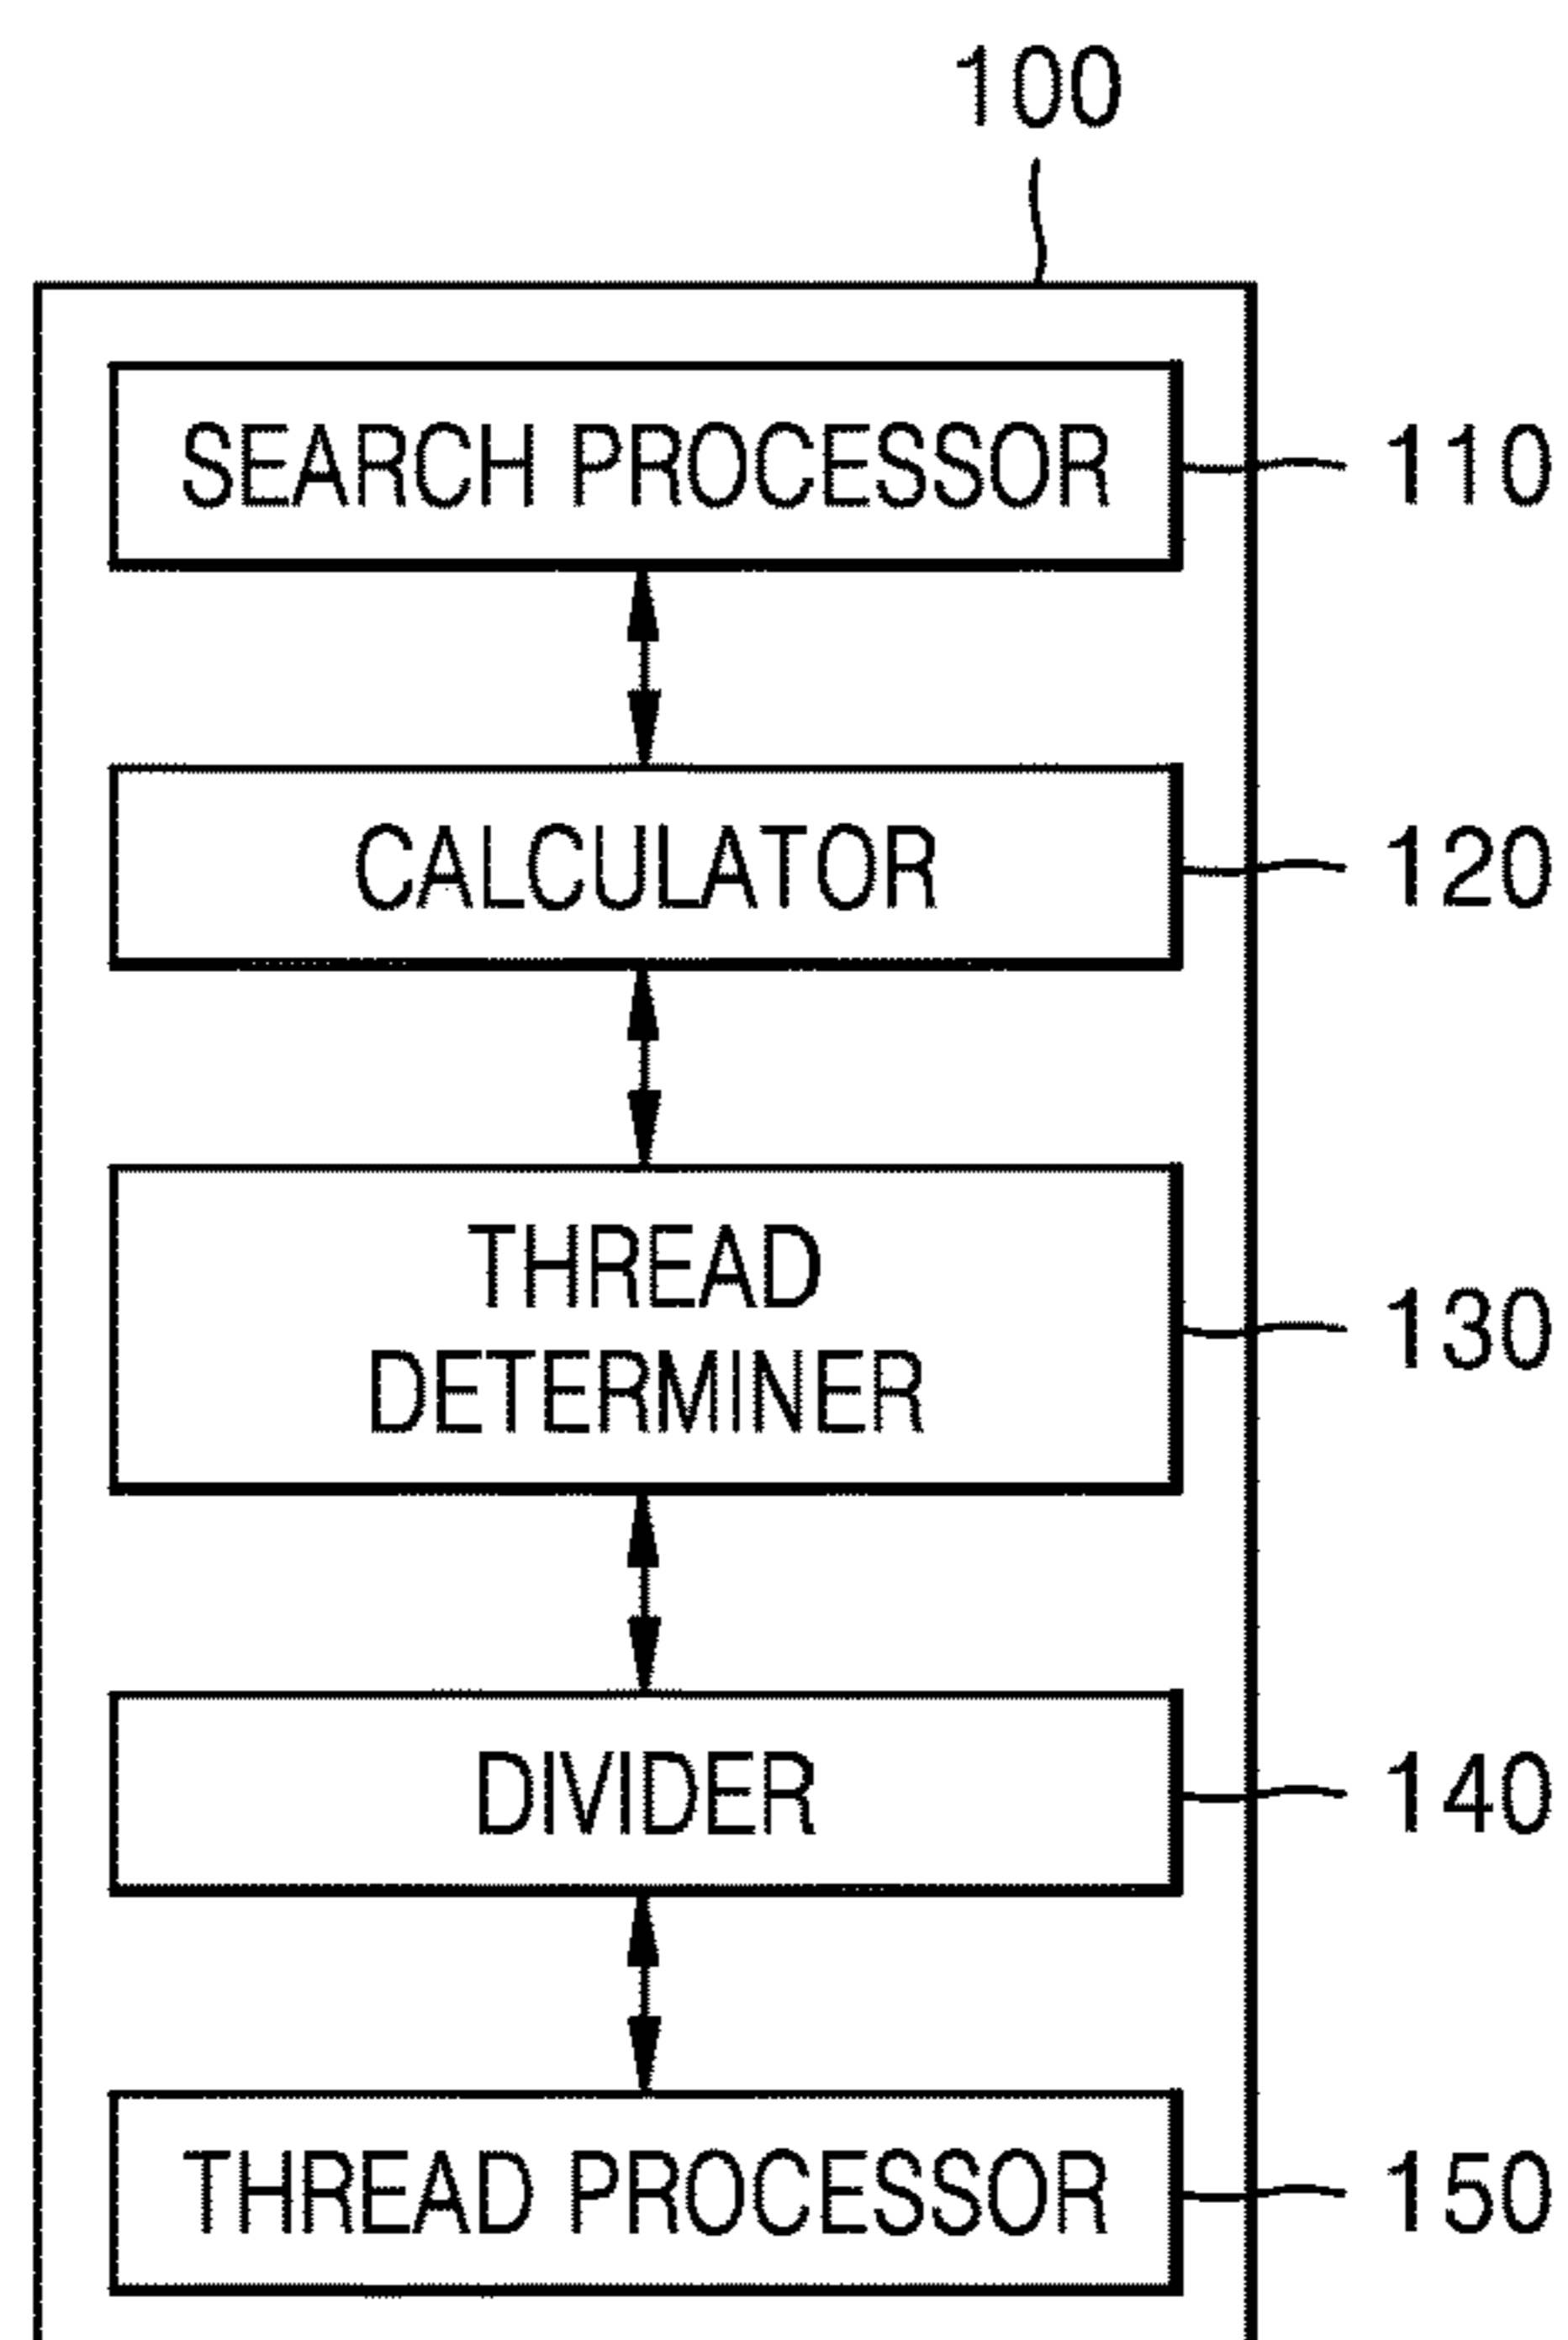 100
SEARCH PROCESSOR
110
CALCULATOR
120
THREAD
DETERMINER
130
DIVIDER
140
THREAD PROCESSOR
150